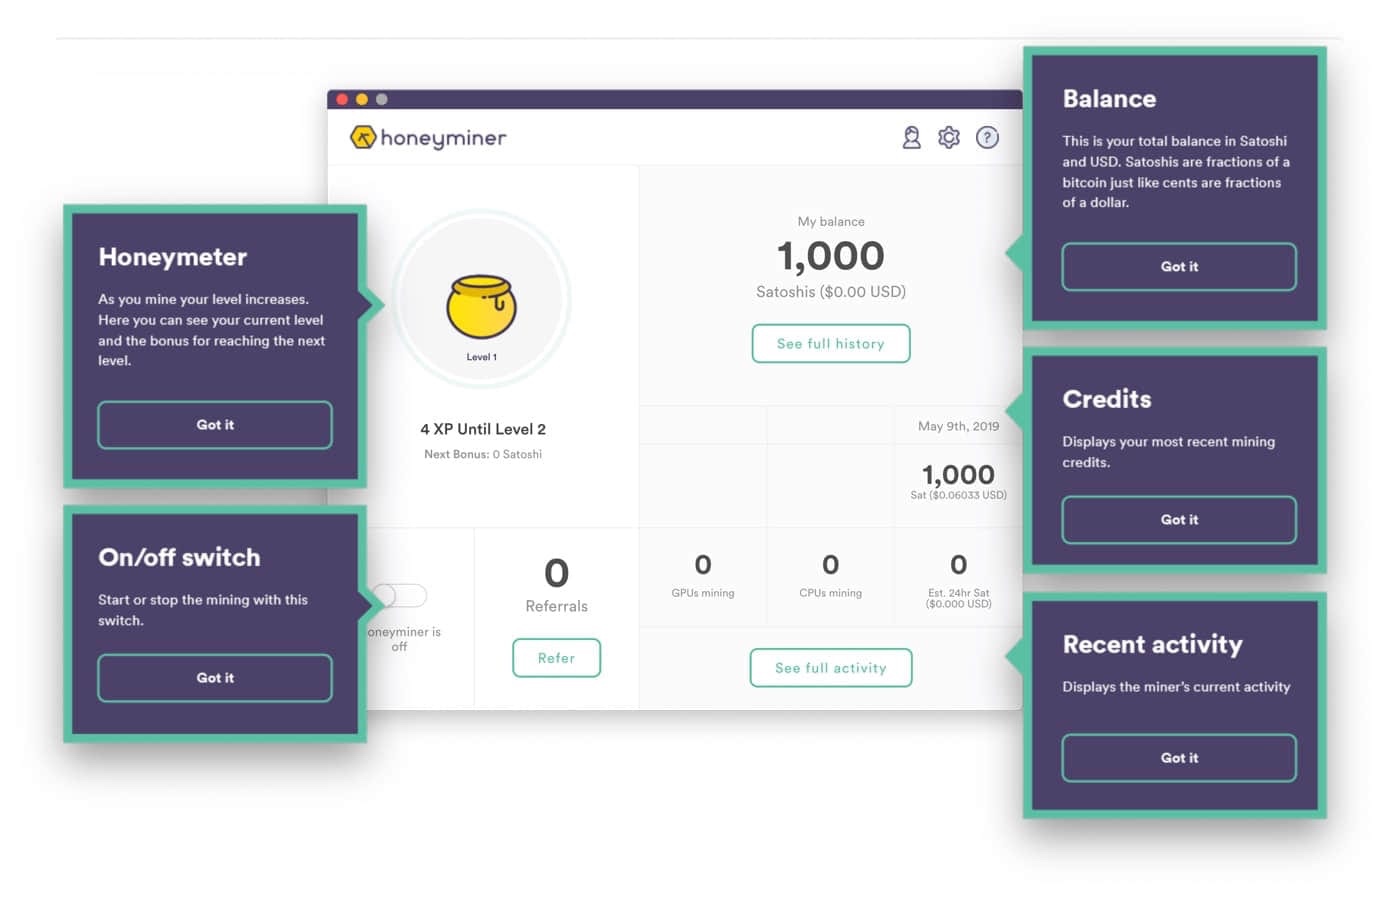 honeyminer
?
Honeymeter
As you mine your level increases.
Here you can see your current level
and the bonus for reaching the next
level.
Got it
On/off switch
Start or stop the mining with this
switch.
Got it
Level 1
4 XP Until Level 2
Next Bonus: 0 Satoshi
oneyminer is
off
0
Referrals
Refer
My balance
1,000
Satoshis ($0.00 USD)
See full history
May 9th, 2019
1,000
Sat ($0.06033 USD)
0
GPUs mining
0
CPUs mining
0
Est. 24hr Sat
($0.000 USD)
See full activity
Balance
This is your total balance in Satoshi
and USD. Satoshis are fractions of a
bitcoin just like cents are fractions
of a dollar.
Got it
Credits
Displays your most recent mining
credits.
Got it
Recent activity
Displays the miner's current activity
Got it